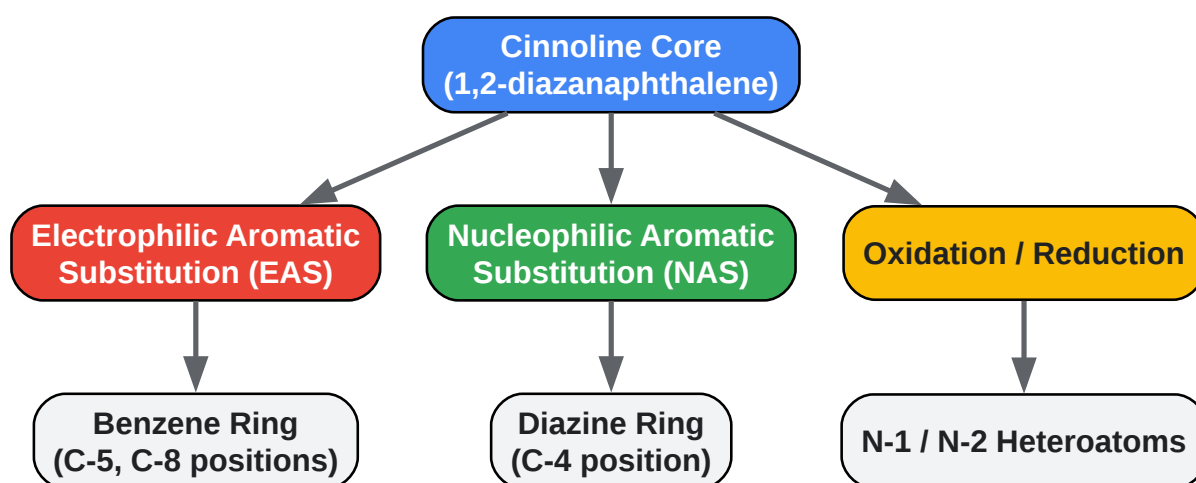 Cinnoline Core
(1,2-diazanaphthalene)
Electrophilic Aromatic
Substitution (EAS)
Nucleophilic Aromatic
Substitution (NAS)
Oxidation / Reduction
Benzene Ring
(C-5, C-8 positions)
Diazine Ring
(C-4 position)
N-1 / N-2 Heteroatoms